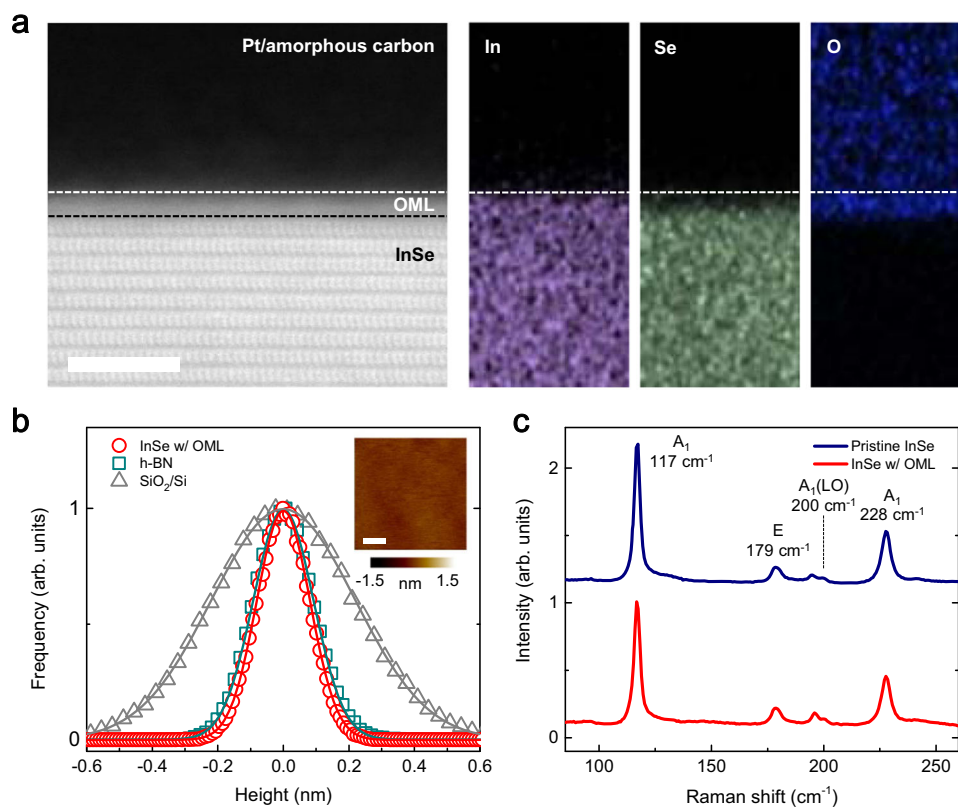 a
Pt/amorphous carbon
OML
InSe
In
Se
O
b
InSe w/ OML
h-BN
SiO₂/Si
-1.5
nm
1.5
1
0
Frequency (arb. units)
-0.6
-0.4
-0.2
0.0
0.2
0.4
0.6
Height (nm)
c
Pristine InSe
InSe w/ OML
A₁
117 cm⁻¹
E
179 cm⁻¹
A₁(LO)
200 cm⁻¹
A₁
228 cm⁻¹
2
1
0
Intensity (arb. units)
100
150
200
250
Raman shift (cm⁻¹)